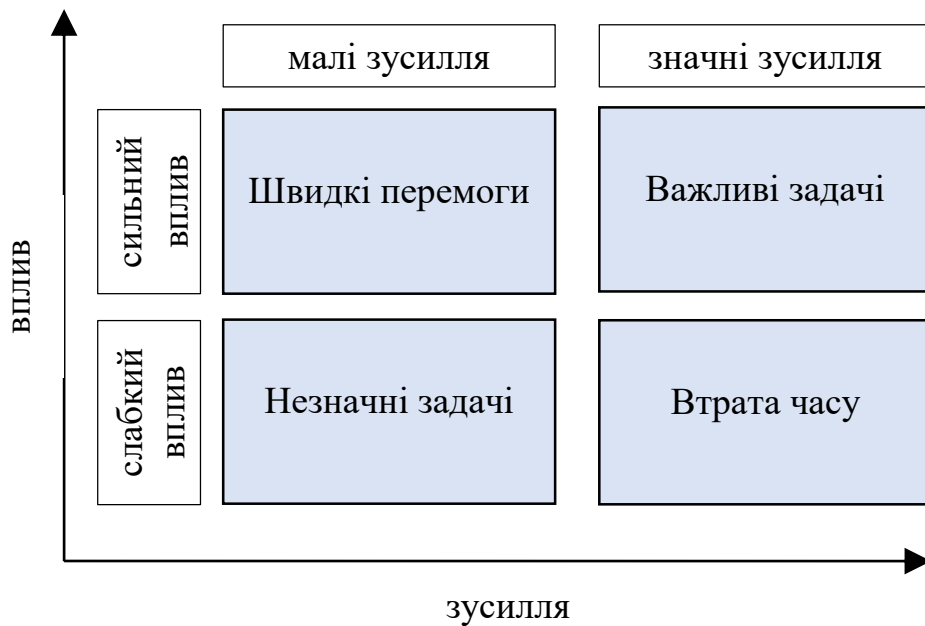 малі зусилля
значні зусилля
вплив
сильний
вплив
Швидкі перемоги
Важливі задачі
слабкий
вплив
Незначні задачі
Втрата часу
зусилля